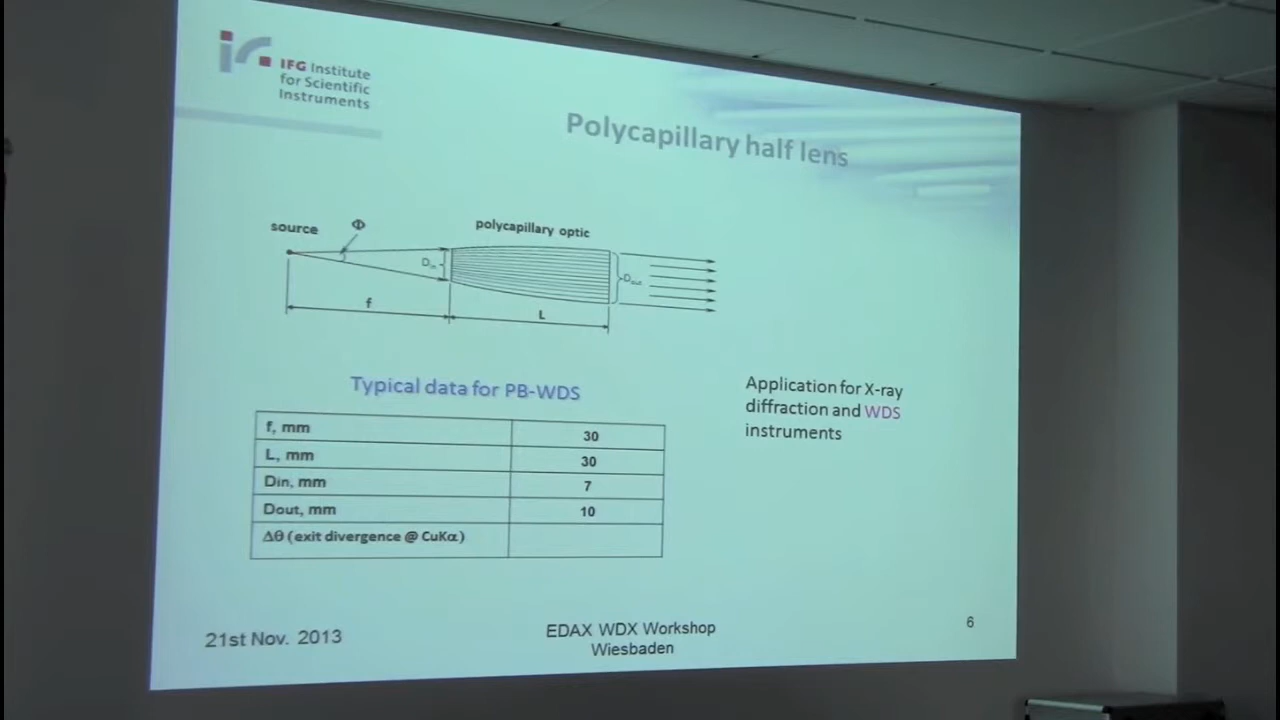 IFG Institute
for Scientific
Instruments
Polycapillary half lens
source
Φ
polycapillary optic
Din
Dout
f
L
Typical data for PB-WDS
f, mm 30
L, mm 30
Din, mm 7
Dout, mm 10
Δθ (exit divergence @ CuKα)
Application for X-ray
diffraction and WDS
instruments
21st Nov. 2013
EDAX WDX Workshop
Wiesbaden
6